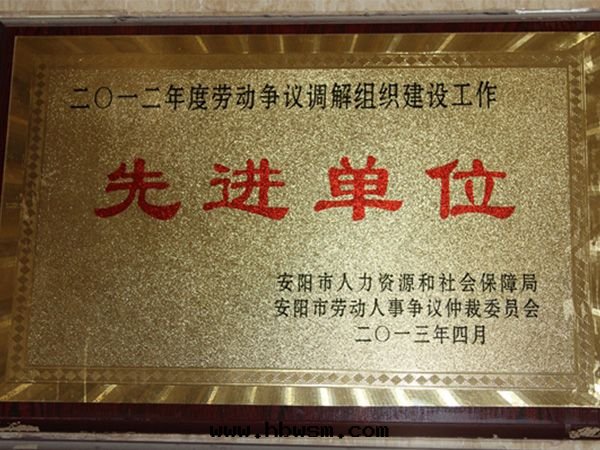 二〇一二年度劳动争议调解组织建设工作
先进单位
安阳市人力资源和社会保障局
安阳市劳动人事争议仲裁委员会
二〇一三年四月
www.hbwsm.com